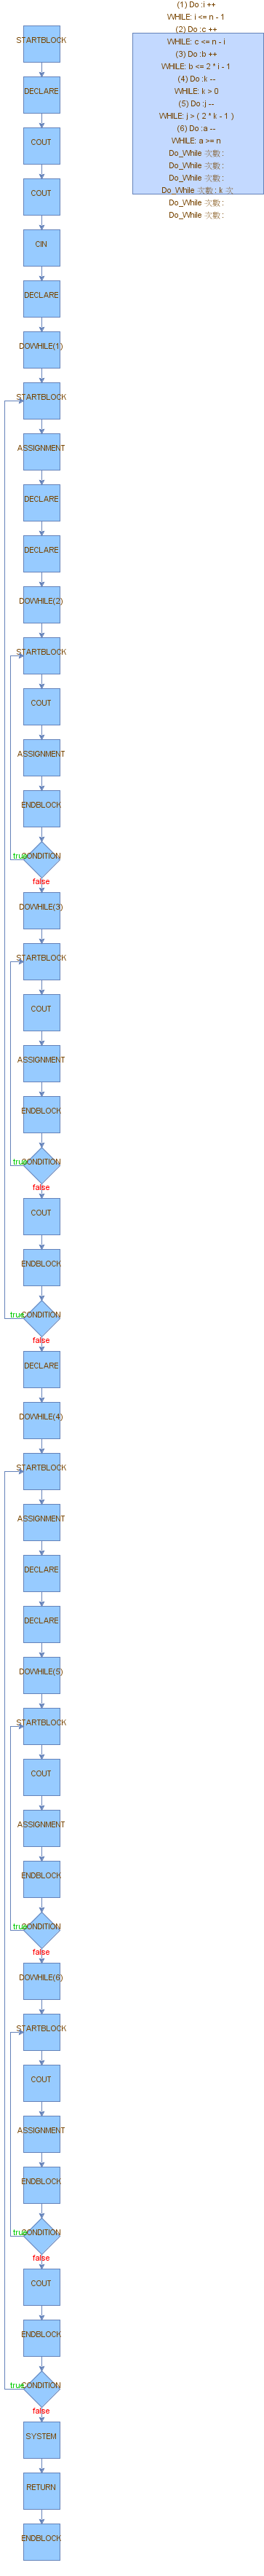 (1) Do :i ++
WHILE: i <= n - 1
(2) Do :c ++
WHILE: c <= n - i
(3) Do :b ++
WHILE: b <= 2 * i - 1
(4) Do :k --
WHILE: k > 0
(5) Do :j --
WHILE: j > ( 2 * k - 1 )
(6) Do :a --
WHILE: a >= n
Do_While 次數 :
Do_While 次數 :
Do_While 次數 :
Do_While 次數 : k 次
Do_While 次數 :
Do_While 次數 :
STARTBLOCK
DECLARE
COUT
COUT
CIN
DECLARE
DOWHILE(1)
STARTBLOCK
ASSIGNMENT
DECLARE
DECLARE
DOWHILE(2)
STARTBLOCK
COUT
ASSIGNMENT
ENDBLOCK
true
CONDITION
false
DOWHILE(3)
STARTBLOCK
COUT
ASSIGNMENT
ENDBLOCK
true
CONDITION
false
COUT
ENDBLOCK
true
CONDITION
false
DECLARE
DOWHILE(4)
STARTBLOCK
ASSIGNMENT
DECLARE
DECLARE
DOWHILE(5)
STARTBLOCK
COUT
ASSIGNMENT
ENDBLOCK
true
CONDITION
false
DOWHILE(6)
STARTBLOCK
COUT
ASSIGNMENT
ENDBLOCK
true
CONDITION
false
COUT
ENDBLOCK
true
CONDITION
false
SYSTEM
RETURN
ENDBLOCK